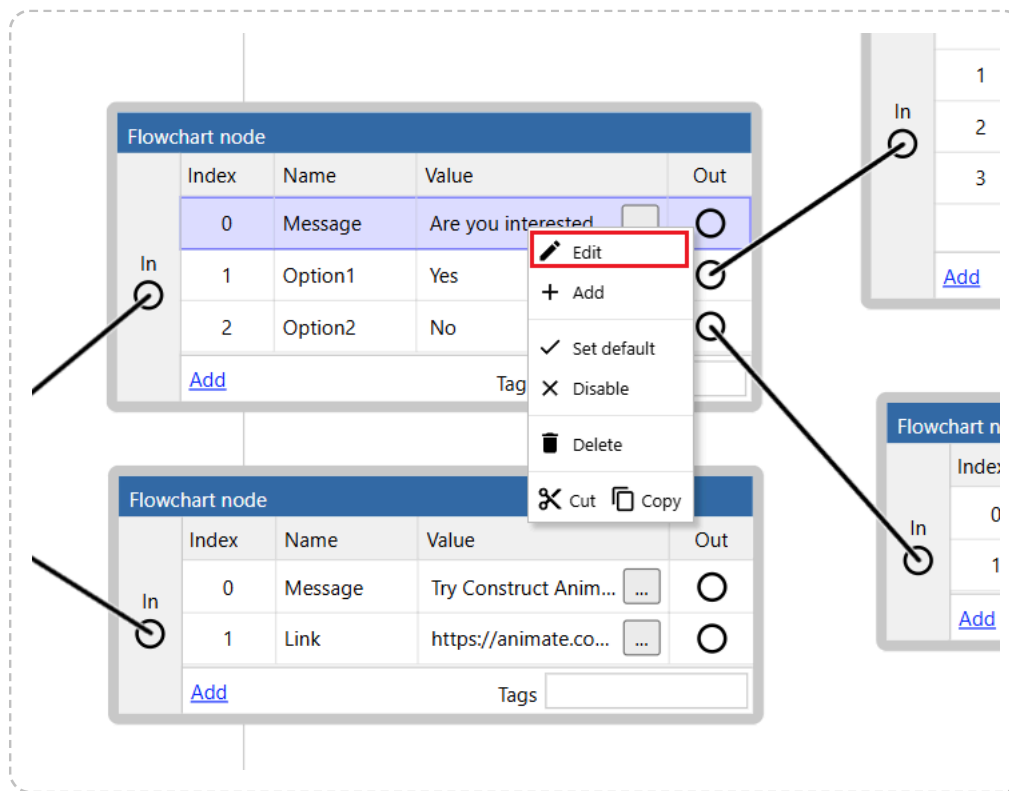 Flowchart node
Index Name Value Out
0 Message Are you interested
In
1 Option1 Yes
2 Option2 No
Add Tag
Edit
Add
Set default
Disable
Delete
Cut Copy
Flowchart node
Index Name Value Out
0 Message Try Construct Anim... ...
In
1 Link https://animate.co... ...
Add Tags
1
In
2
3
Add
Flowchart n
Index
0
In
1
Add